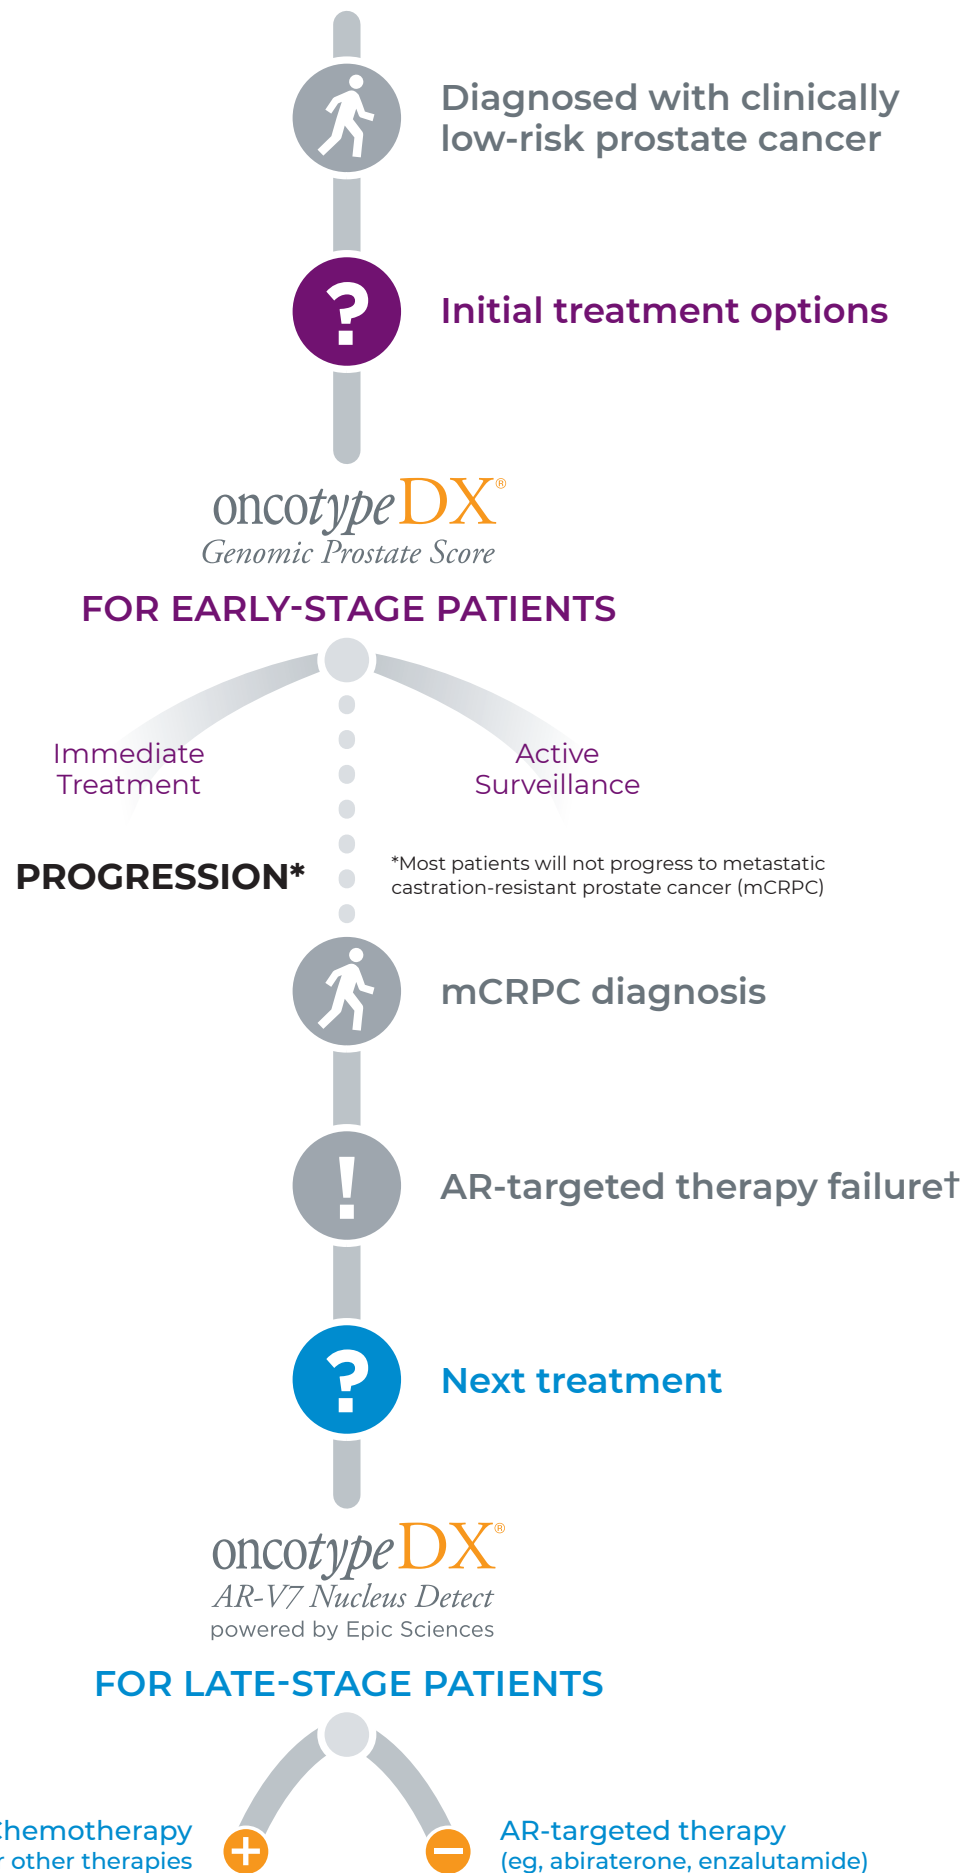 Diagnosed with clinically
low-risk prostate cancer
?
Initial treatment options
oncotype DX®
Genomic Prostate Score
FOR EARLY-STAGE PATIENTS
Immediate
Treatment
Active
Surveillance
PROGRESSION*
*Most patients will not progress to metastatic
castration-resistant prostate cancer (mCRPC)
mCRPC diagnosis
!
AR-targeted therapy failure†
?
Next treatment
oncotype DX®
AR-V7 Nucleus Detect
powered by Epic Sciences
FOR LATE-STAGE PATIENTS
hemotherapy
other therapies
+
−
AR-targeted therapy
(eg, abiraterone, enzalutamide)